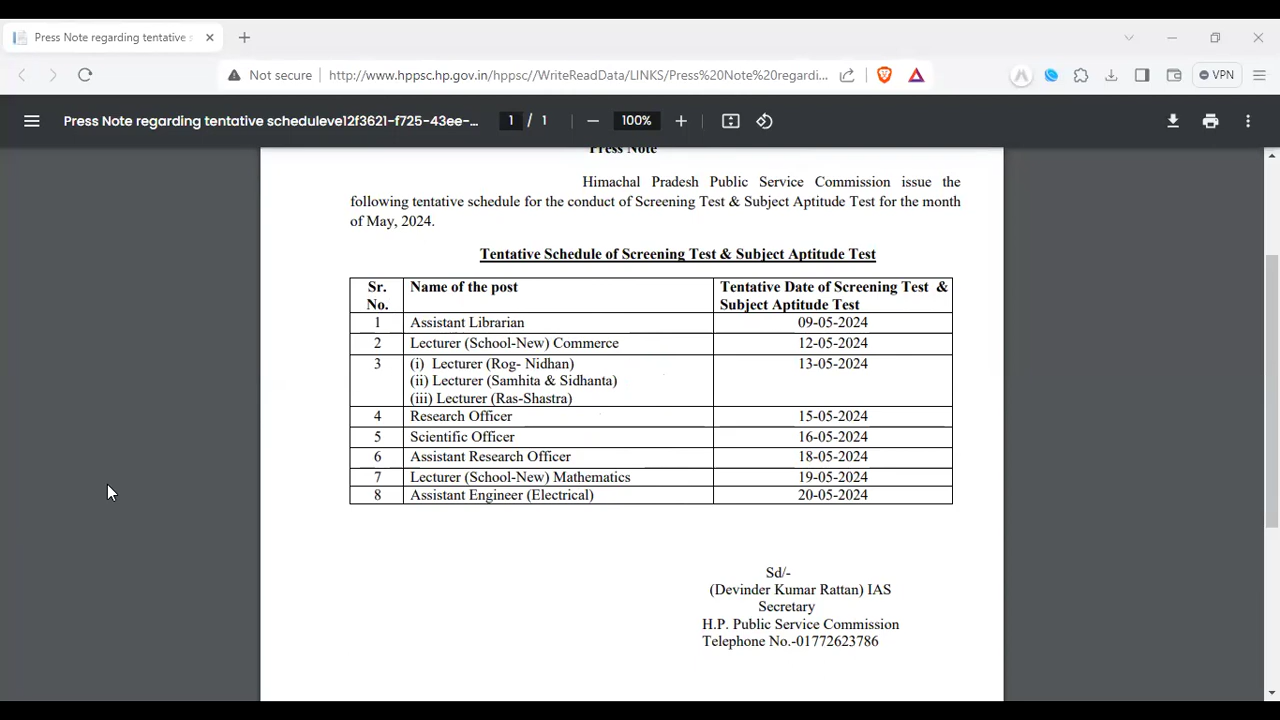 Press Note regarding tentative s
Not secure
http://www.hppsc.hp.gov.in/hppsc//WriteReadData/LINKS/Press%20Note%20regardi...
VPN
Press Note regarding tentative scheduleve12f3621-f725-43ee-...
1 / 1
100%
Press Note
Himachal Pradesh Public Service Commission issue the
following tentative schedule for the conduct of Screening Test & Subject Aptitude Test for the month
of May, 2024.
Tentative Schedule of Screening Test & Subject Aptitude Test
Sr. No. Name of the post Tentative Date of Screening Test & Subject Aptitude Test
1 Assistant Librarian 09-05-2024
2 Lecturer (School-New) Commerce 12-05-2024
3 (i) Lecturer (Rog- Nidhan) 13-05-2024
(ii) Lecturer (Samhita & Sidhanta)
(iii) Lecturer (Ras-Shastra)
4 Research Officer 15-05-2024
5 Scientific Officer 16-05-2024
6 Assistant Research Officer 18-05-2024
7 Lecturer (School-New) Mathematics 19-05-2024
8 Assistant Engineer (Electrical) 20-05-2024
Sd/-
(Devinder Kumar Rattan) IAS
Secretary
H.P. Public Service Commission
Telephone No.-01772623786